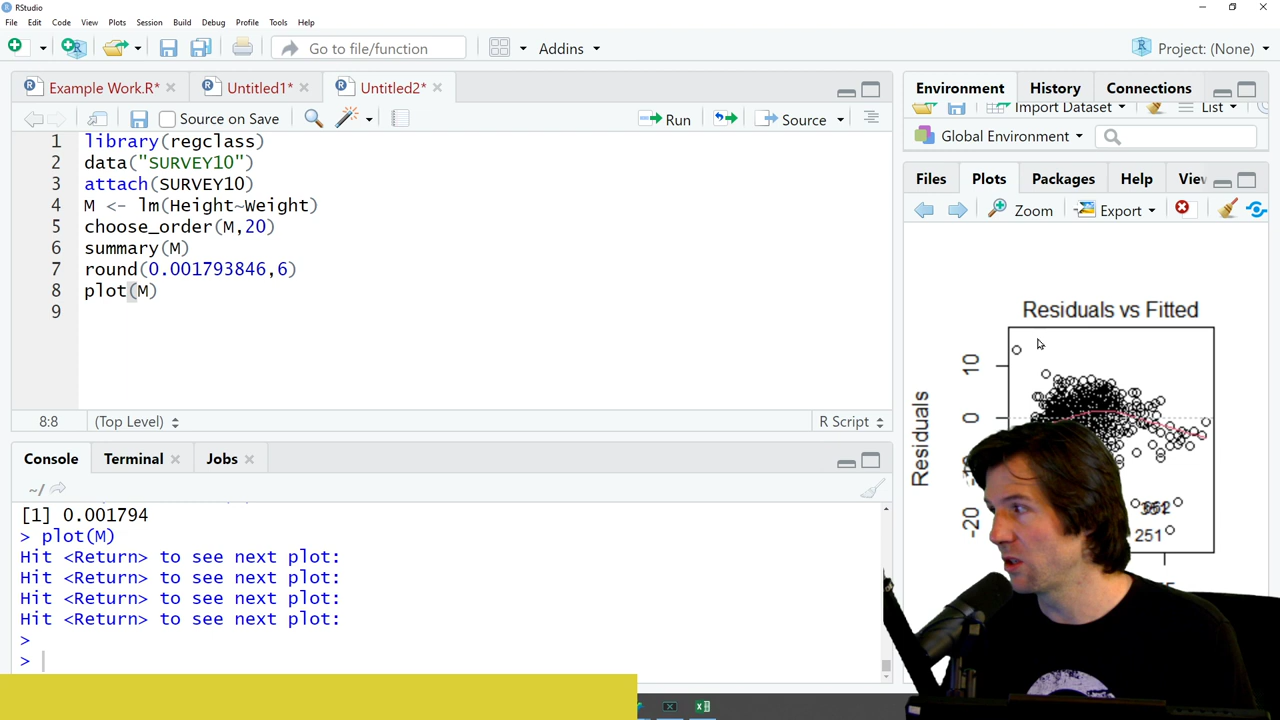 RStudio
File Edit Code View Plots Session Build Debug Profile Tools Help
Go to file/function
Addins
Project: (None)
Example Work.R*
Untitled1*
Untitled2*
Source on Save
Run
Source
1 library(regclass)
2 data("SURVEY10")
3 attach(SURVEY10)
4 M <- lm(Height~Weight)
5 choose_order(M,20)
6 summary(M)
7 round(0.001793846,6)
8 plot(M)
9
8:8 (Top Level) R Script
Console Terminal Jobs
~/
[1] 0.001794
> plot(M)
Hit <Return> to see next plot:
Hit <Return> to see next plot:
Hit <Return> to see next plot:
Hit <Return> to see next plot:
>
>
Environment History Connections
Import Dataset List
Global Environment
Files Plots Packages Help
Zoom Export
Residuals vs Fitted
Residuals
10
0
-20
251